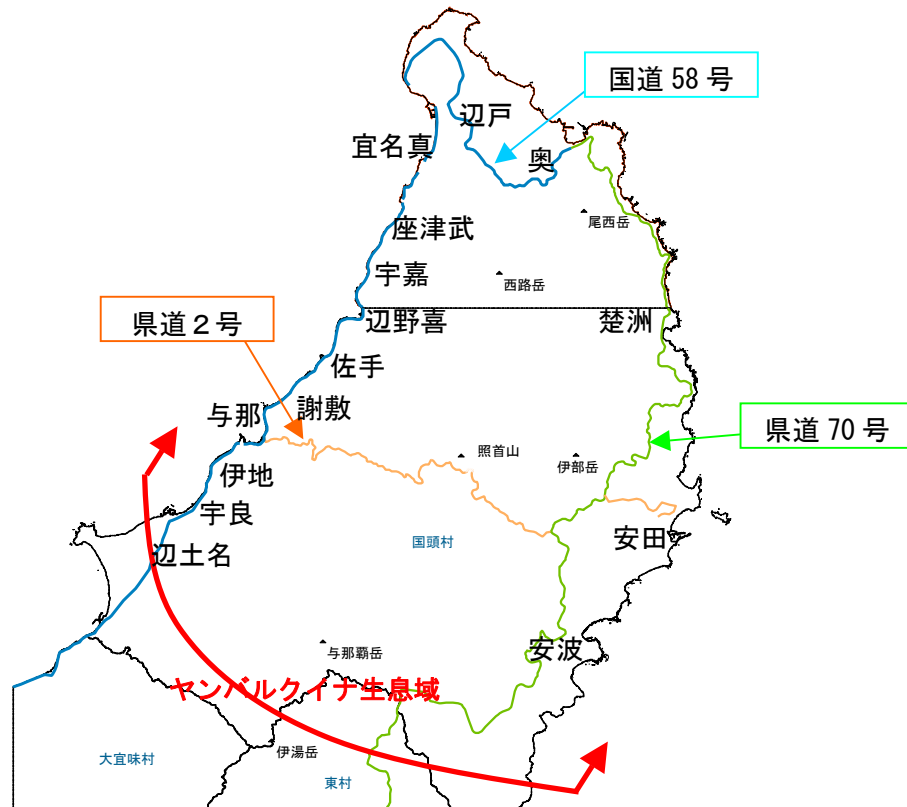 国道 58 号
辺戸
宜名真
奥
尾西岳
座津武
西路岳
宇嘉
県道２号
辺野喜
楚洲
佐手
謝敷
与那
県道 70 号
照首山
伊部岳
伊地
宇良
国頭村
安田
辺土名
与那覇岳
安波
ヤンバルクイナ生息域
伊湯岳
大宜味村
東村